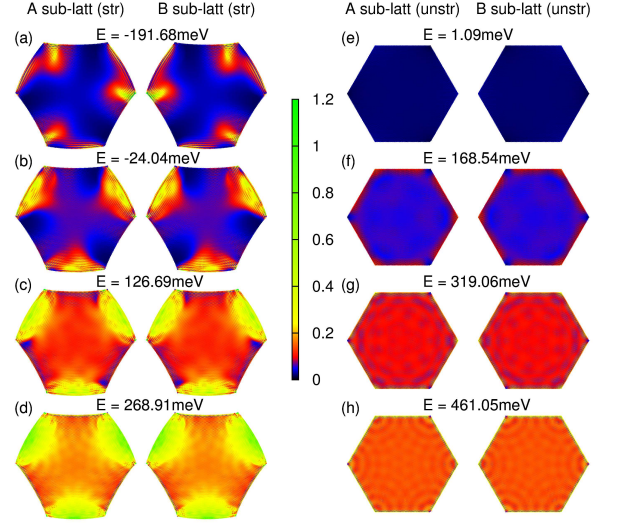 A sub-latt (str) B sub-latt (str) A sub-latt (unstr) B sub-latt (unstr)
(a) E = -191.68meV
(e) E = 1.09meV
(b) E = -24.04meV
(f) E = 168.54meV
(c) E = 126.69meV
(g) E = 319.06meV
(d) E = 268.91meV
(h) E = 461.05meV
1.2
1
0.8
0.6
0.4
0.2
0